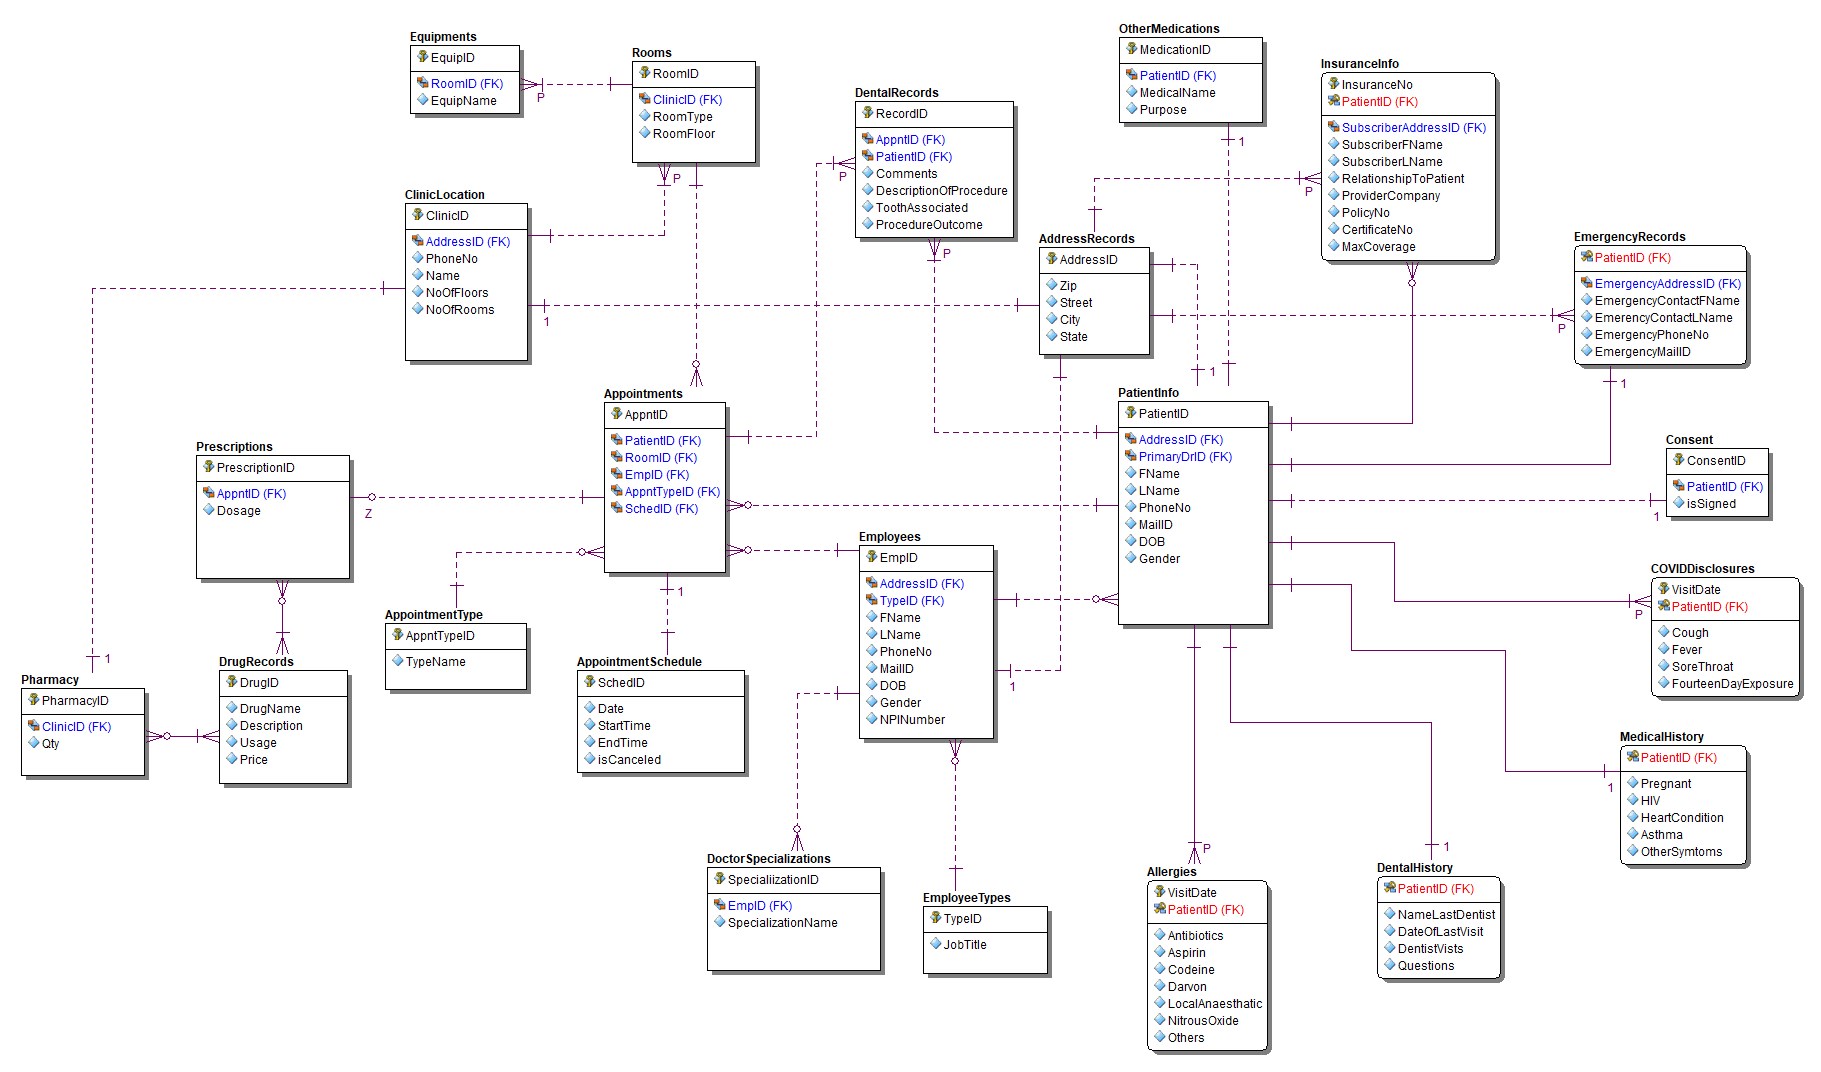 Equipments
EquipID
RoomID (FK)
EquipName
P
Rooms
RoomID
ClinicID (FK)
RoomType
RoomFloor
P
DentalRecords
RecordID
AppntID (FK)
PatientID (FK)
Comments
DescriptionOfProcedure
ToothAssociated
ProcedureOutcome
P
P
OtherMedications
MedicationID
PatientID (FK)
MedicalName
Purpose
1
InsuranceInfo
InsuranceNo
PatientID (FK)
SubscriberAddressID (FK)
SubscriberFName
SubscriberLName
RelationshipToPatient
ProviderCompany
PolicyNo
CertificateNo
MaxCoverage
P
ClinicLocation
ClinicID
AddressID (FK)
PhoneNo
Name
NoOfFloors
NoOfRooms
1
AddressRecords
AddressID
Zip
Street
City
State
1
EmergencyRecords
PatientID (FK)
EmergencyAddressID (FK)
EmergencyContactFName
EmerencyContactLName
EmergencyPhoneNo
EmergencyMailID
P
1
Appointments
AppntID
PatientID (FK)
RoomID (FK)
EmpID (FK)
AppntTypeID (FK)
SchedID (FK)
1
PatientInfo
PatientID
AddressID (FK)
PrimaryDrID (FK)
FName
LName
PhoneNo
MailID
DOB
Gender
Consent
ConsentID
PatientID (FK)
isSigned
1
Prescriptions
PrescriptionID
AppntID (FK)
Dosage
Z
Employees
EmpID
AddressID (FK)
TypeID (FK)
FName
LName
PhoneNo
MailID
DOB
Gender
NPINumber
1
COVIDDisclosures
VisitDate
PatientID (FK)
Cough
Fever
SoreThroat
FourteenDayExposure
P
AppointmentType
AppntTypeID
TypeName
AppointmentSchedule
SchedID
Date
StartTime
EndTime
isCanceled
DrugRecords
DrugID
DrugName
Description
Usage
Price
1
Pharmacy
PharmacyID
ClinicID (FK)
Qty
MedicalHistory
PatientID (FK)
Pregnant
HIV
HeartCondition
Asthma
OtherSymtoms
1
DoctorSpecializations
SpecialiizationID
EmpID (FK)
SpecializationName
EmployeeTypes
TypeID
JobTitle
P
Allergies
VisitDate
PatientID (FK)
Antibiotics
Aspirin
Codeine
Darvon
LocalAnaesthatic
NitrousOxide
Others
1
DentalHistory
PatientID (FK)
NameLastDentist
DateOfLastVisit
DentistVists
Questions